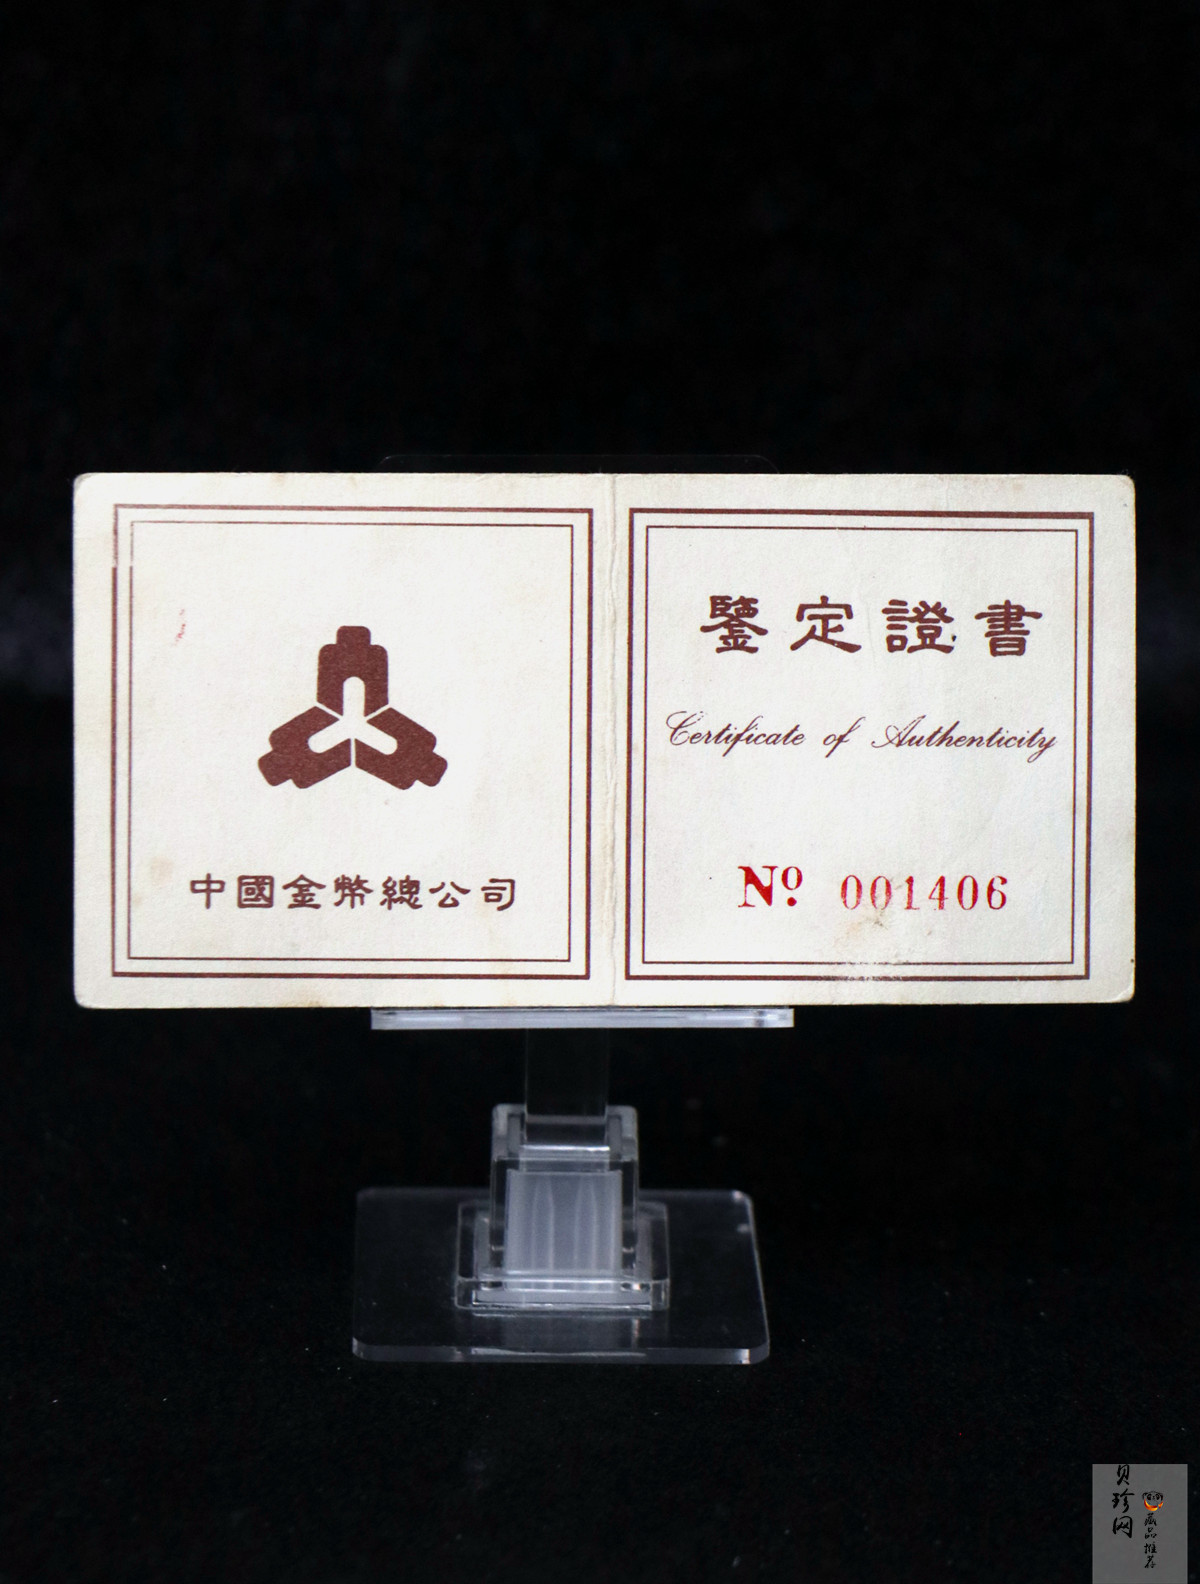 中國金幣總公司
鑒定證書
Certificate of Authenticity
Nº 001406
贝珍网
藏品推荐